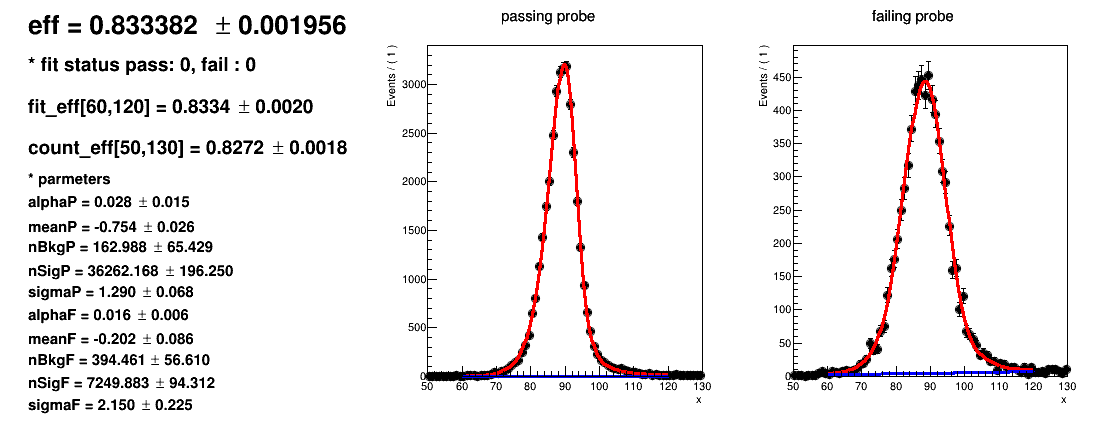 eff = 0.833382 ± 0.001956
* fit status pass: 0, fail : 0
fit_eff[60,120] = 0.8334 ± 0.0020
count_eff[50,130] = 0.8272 ± 0.0018
* parmeters
alphaP = 0.028 ± 0.015
meanP = -0.754 ± 0.026
nBkgP = 162.988 ± 65.429
nSigP = 36262.168 ± 196.250
sigmaP = 1.290 ± 0.068
alphaF = 0.016 ± 0.006
meanF = -0.202 ± 0.086
nBkgF = 394.461 ± 56.610
nSigF = 7249.883 ± 94.312
sigmaF = 2.150 ± 0.225
passing probe
Events / ( 1 )
3000
2500
2000
1500
1000
500
0
50 60 70 80 90 100 110 120 130
x
failing probe
Events / ( 1 )
450
400
350
300
250
200
150
100
50
0
50 60 70 80 90 100 110 120 130
x